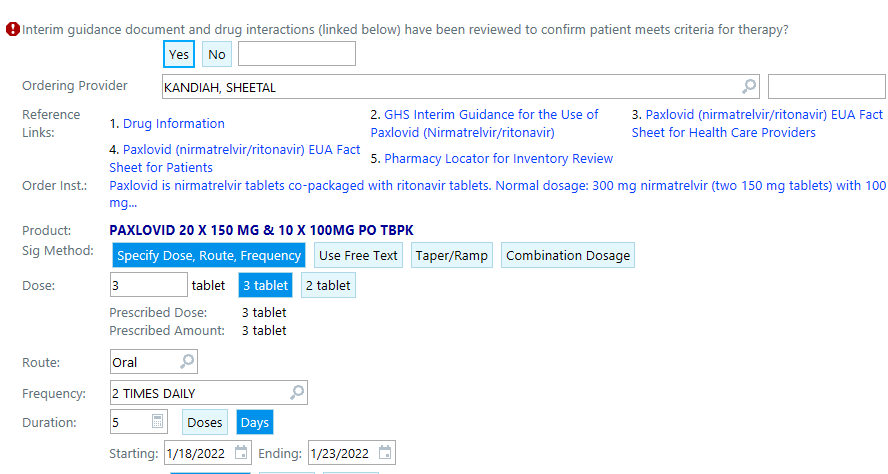 Interim guidance document and drug interactions (linked below) have been reviewed to confirm patient meets criteria for therapy?
Yes No
Ordering Provider KANDIAH, SHEETAL
Reference Links: 1. Drug Information
2. GHS Interim Guidance for the Use of Paxlovid (Nirmatrelvir/ritonavir)
3. Paxlovid (nirmatrelvir/ritonavir) EUA Fact Sheet for Health Care Providers
4. Paxlovid (nirmatrelvir/ritonavir) EUA Fact Sheet for Patients
5. Pharmacy Locator for Inventory Review
Order Inst.: Paxlovid is nirmatrelvir tablets co-packaged with ritonavir tablets. Normal dosage: 300 mg nirmatrelvir (two 150 mg tablets) with 100
mg...
Product: PAXLOVID 20 X 150 MG & 10 X 100MG PO TBPK
Sig Method: Specify Dose, Route, Frequency Use Free Text Taper/Ramp Combination Dosage
Dose: 3 tablet 3 tablet 2 tablet
Prescribed Dose: 3 tablet
Prescribed Amount: 3 tablet
Route: Oral
Frequency: 2 TIMES DAILY
Duration: 5 Doses Days
Starting: 1/18/2022 Ending: 1/23/2022